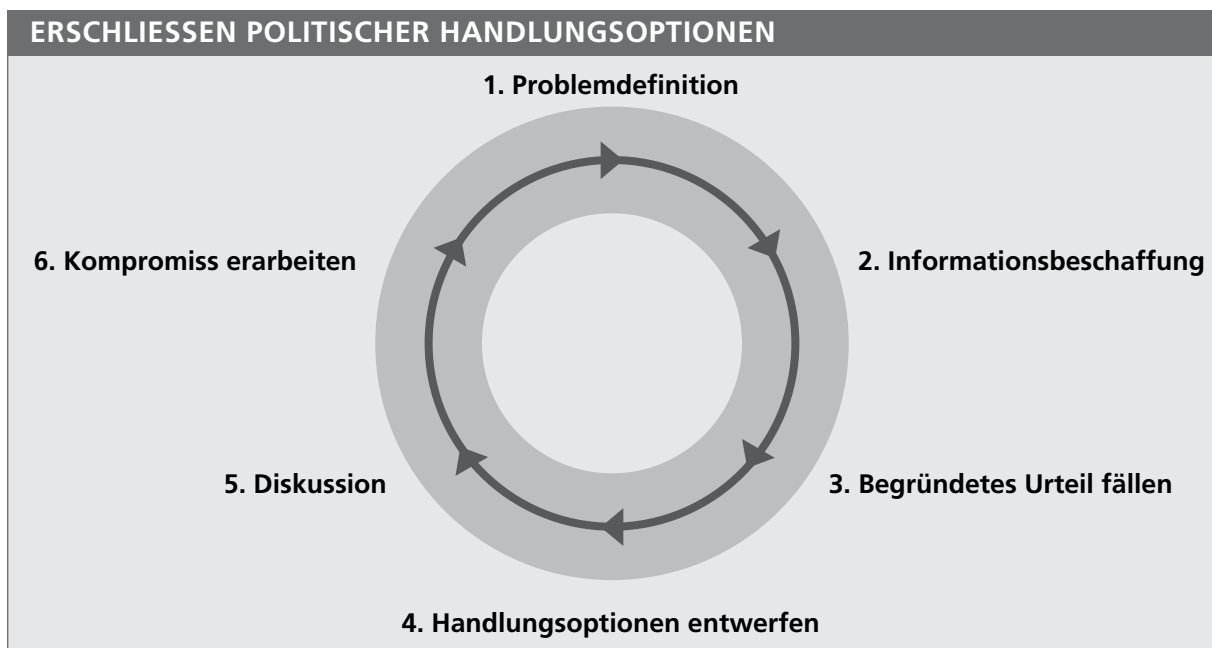 ERSCHLIESSEN POLITISCHER HANDLUNGSOPTIONEN
1. Problemdefinition
2. Informationsbeschaffung
3. Begründetes Urteil fällen
4. Handlungsoptionen entwerfen
5. Diskussion
6. Kompromiss erarbeiten